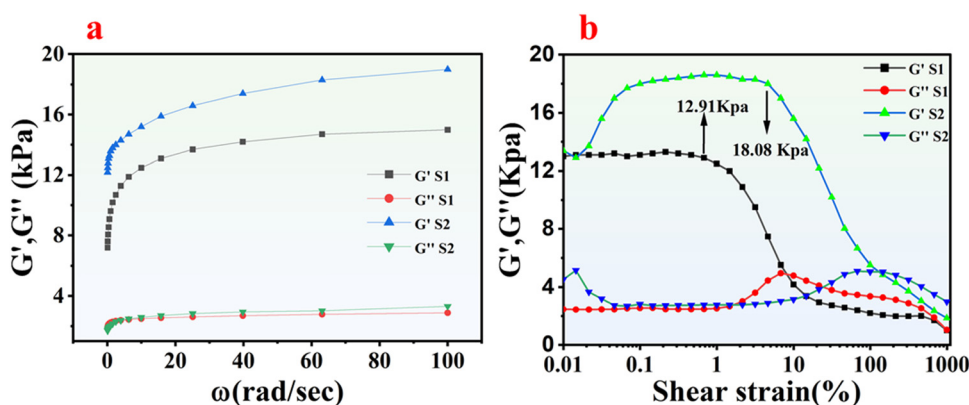 a
G',G'' (kPa)
20
16
12
8
4
G' S1
G'' S1
G' S2
G'' S2
0
20
40
60
80
100
ω(rad/sec)
b
G',G''(Kpa)
20
16
12
8
4
0
G' S1
G'' S1
G' S2
G'' S2
12.91Kpa
18.08 Kpa
0.01
0.1
1
10
100
1000
Shear strain(%)